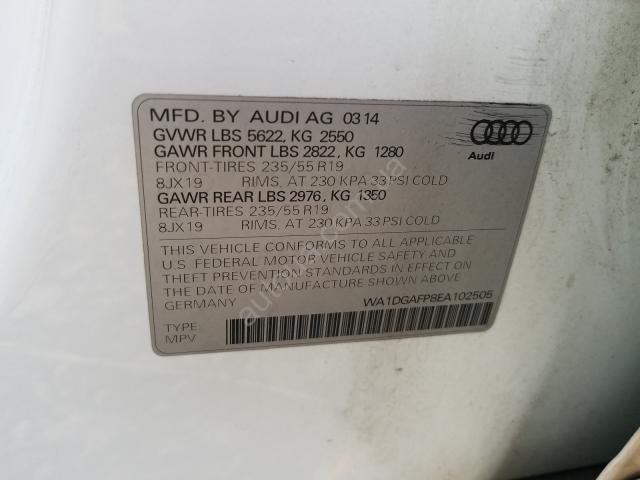 MFD. BY AUDI AG 03 14
GVWR LBS 5622, KG 2550
GAWR FRONT LBS 2822, KG 1280
FRONT-TIRES 235/55 R19
8JX19 RIMS, AT 230 KPA 33 PSI COLD
GAWR REAR LBS 2976, KG 1350
REAR-TIRES 235/55 R19
8JX19 RIMS, AT 230 KPA 33 PSI COLD
Audi
THIS VEHICLE CONFORMS TO ALL APPLICABLE
U.S. FEDERAL MOTOR VEHICLE SAFETY AND
THEFT PREVENTION STANDARDS IN EFFECT ON
THE DATE OF MANUFACTURE SHOWN ABOVE
GERMANY
WA1DGAFP8EA102505
TYPE:
MPV